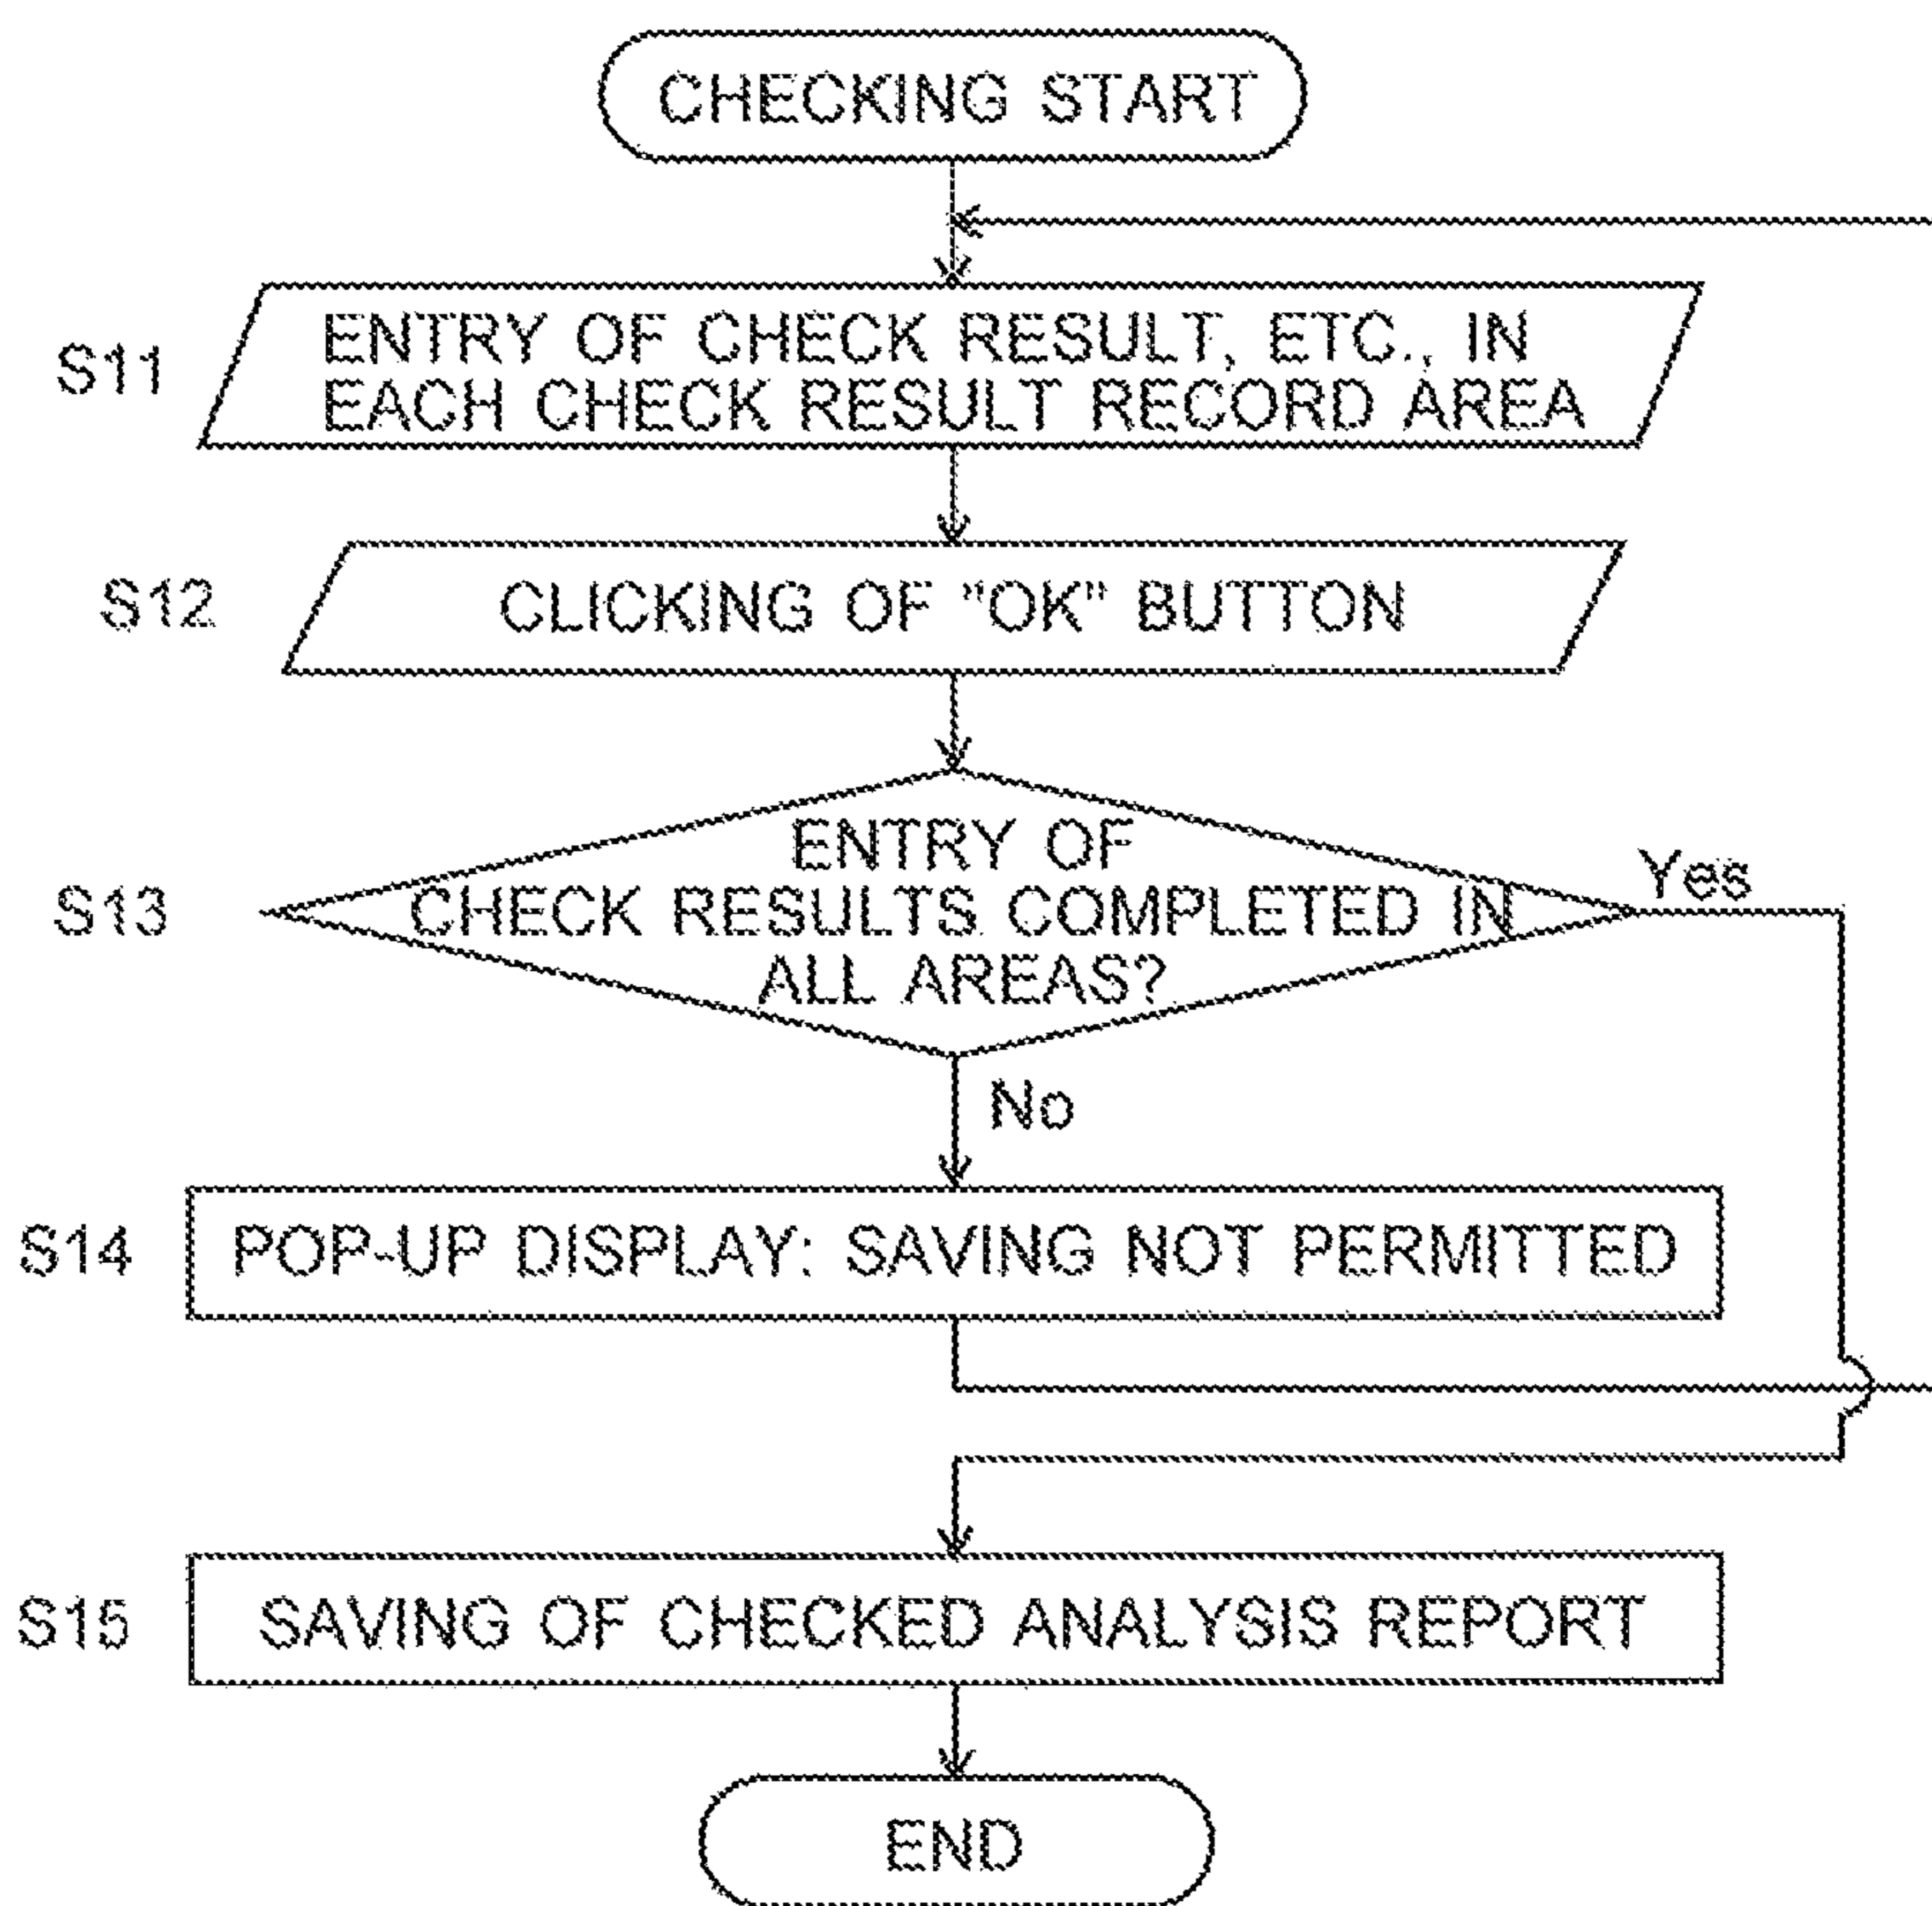 CHECKING START
S11
ENTRY OF CHECK RESULT, ETC., IN
EACH CHECK RESULT RECORD AREA
S12
CLICKING OF "OK" BUTTON
S13
ENTRY OF
CHECK RESULTS COMPLETED IN
ALL AREAS?
Yes
No
S14
POP-UP DISPLAY: SAVING NOT PERMITTED
S15
SAVING OF CHECKED ANALYSIS REPORT
END